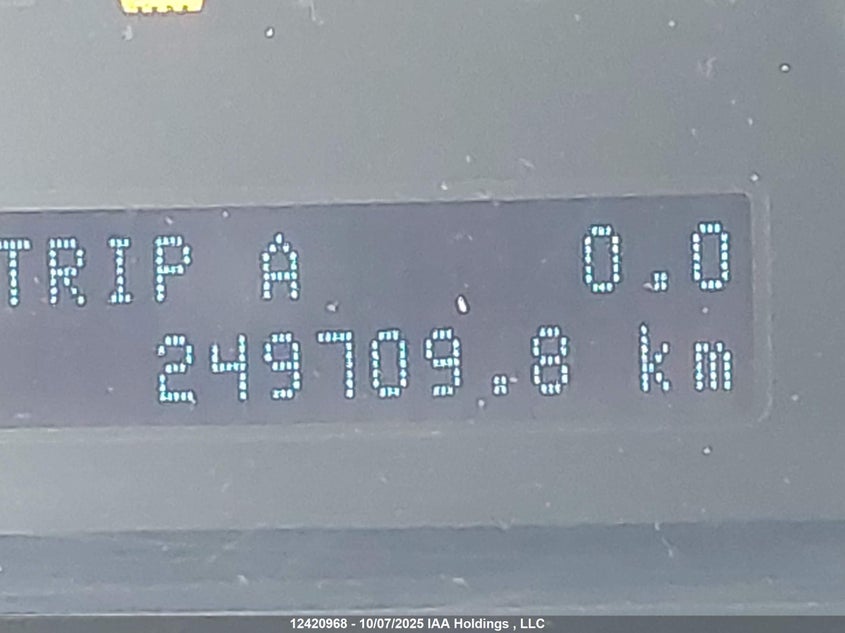 TRIP A 0.0
249709.8 km
12420968 - 10/07/2025 IAA Holdings , LLC